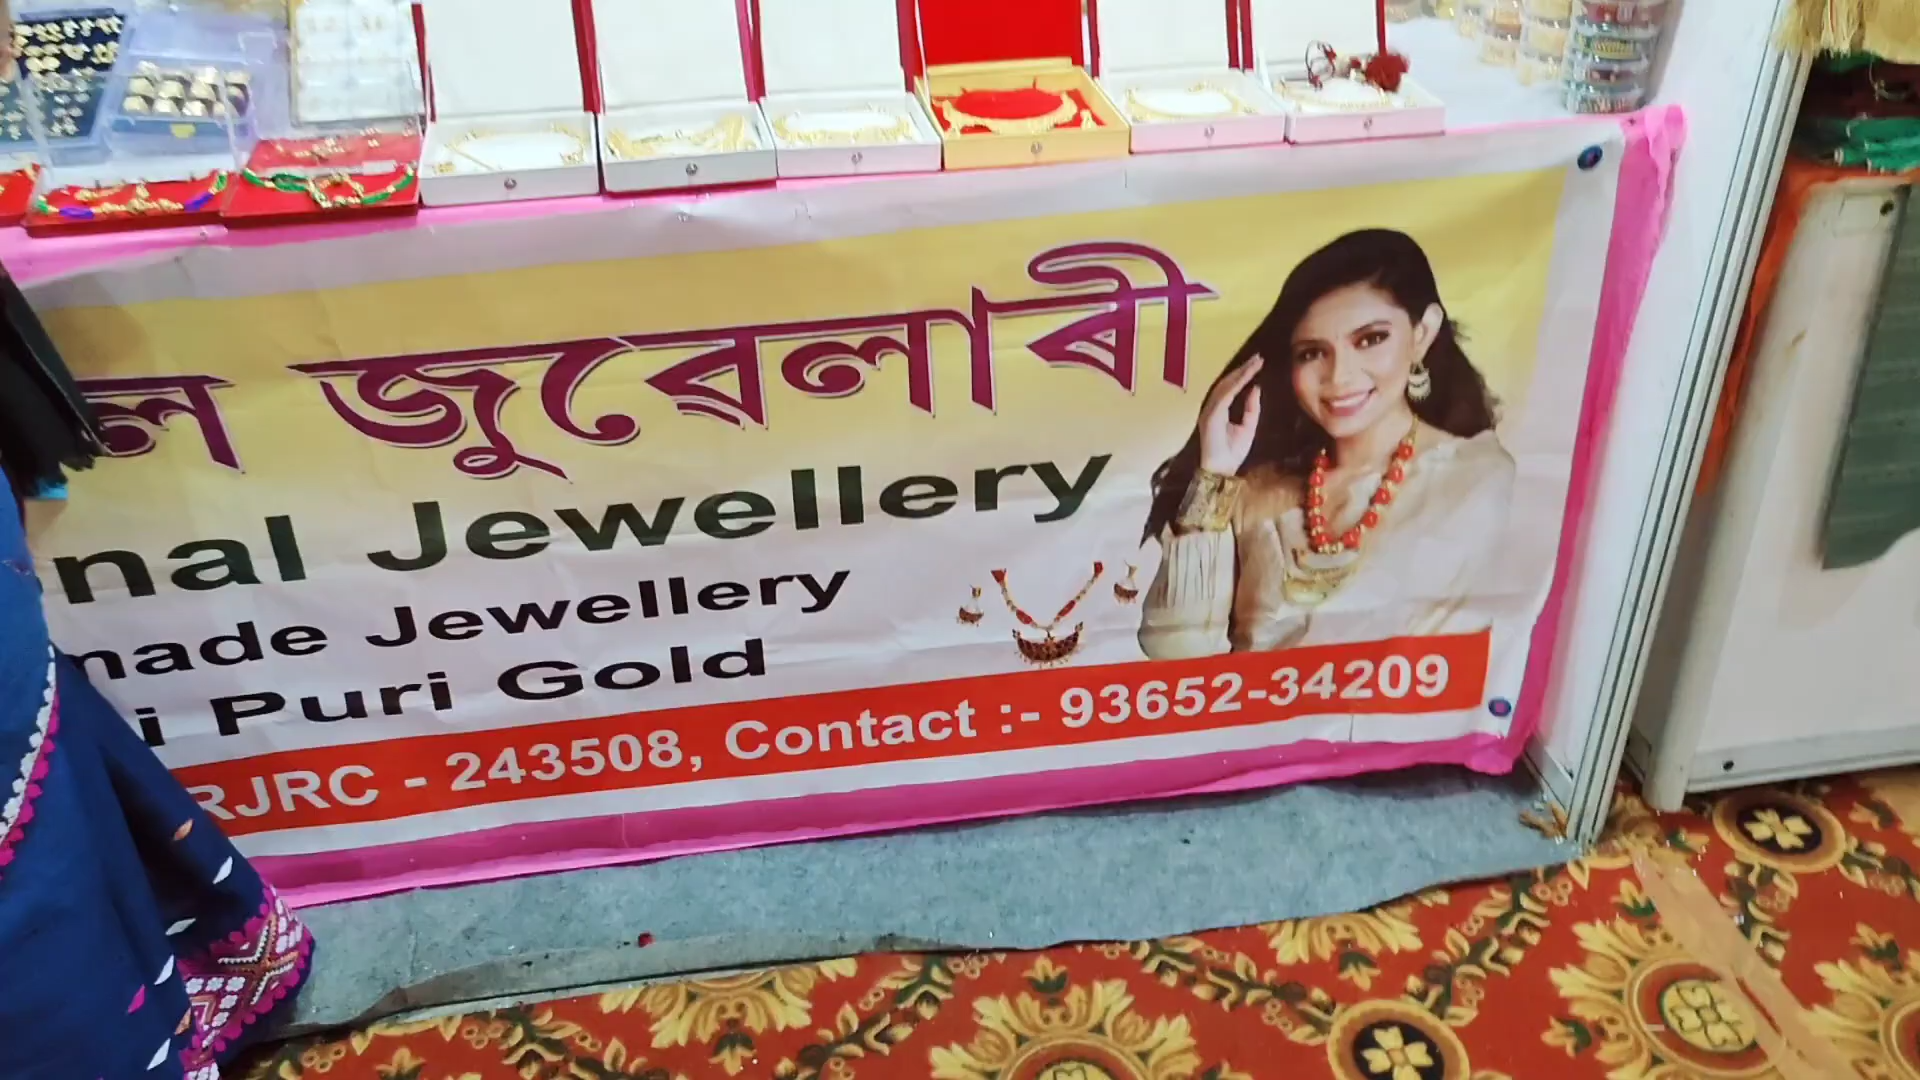 ল জুৱেলাৰী
nal Jewellery
made Jewellery
i Puri Gold
RJRC - 243508, Contact :- 93652-34209